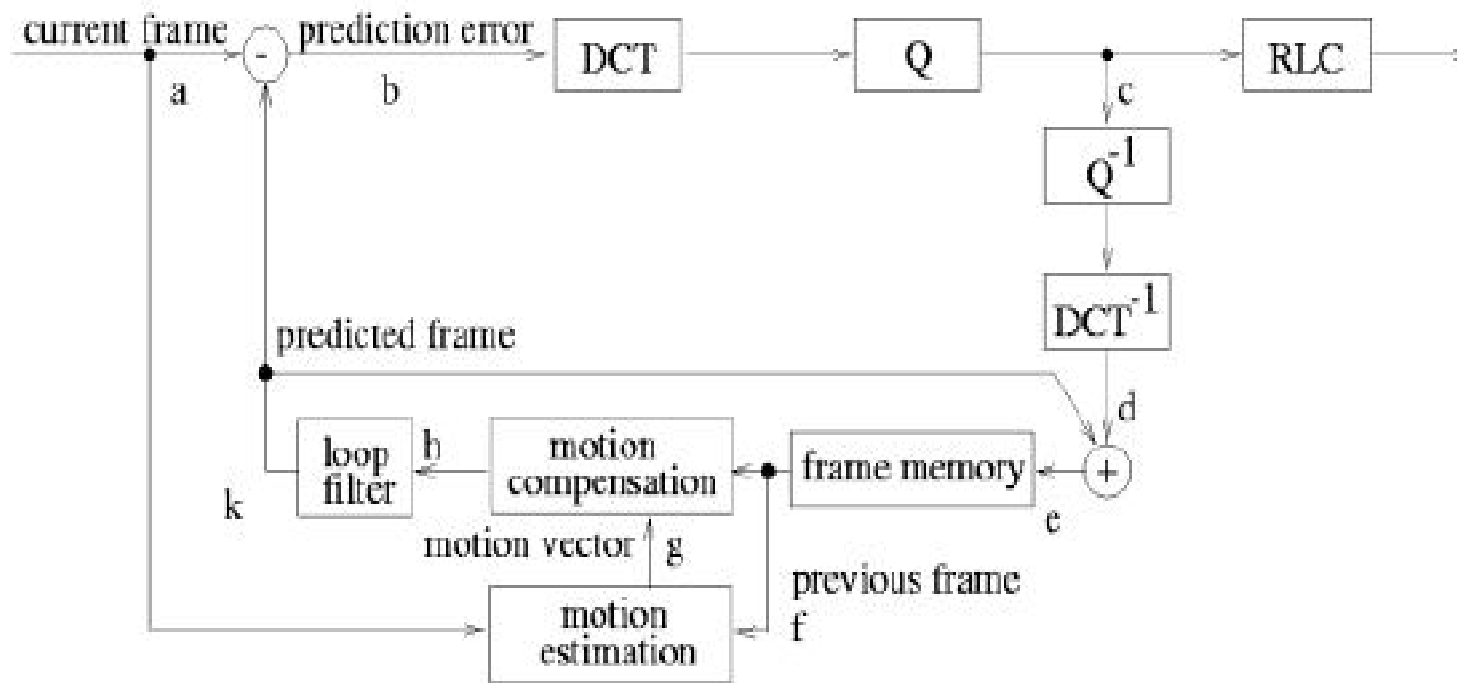 current frame
prediction error
DCT
Q
RLC
a
b
c
Q-1
DCT-1
predicted frame
d
loop
filter
h
motion
compensation
frame memory
+
k
e
motion vector
g
previous frame
f
motion
estimation